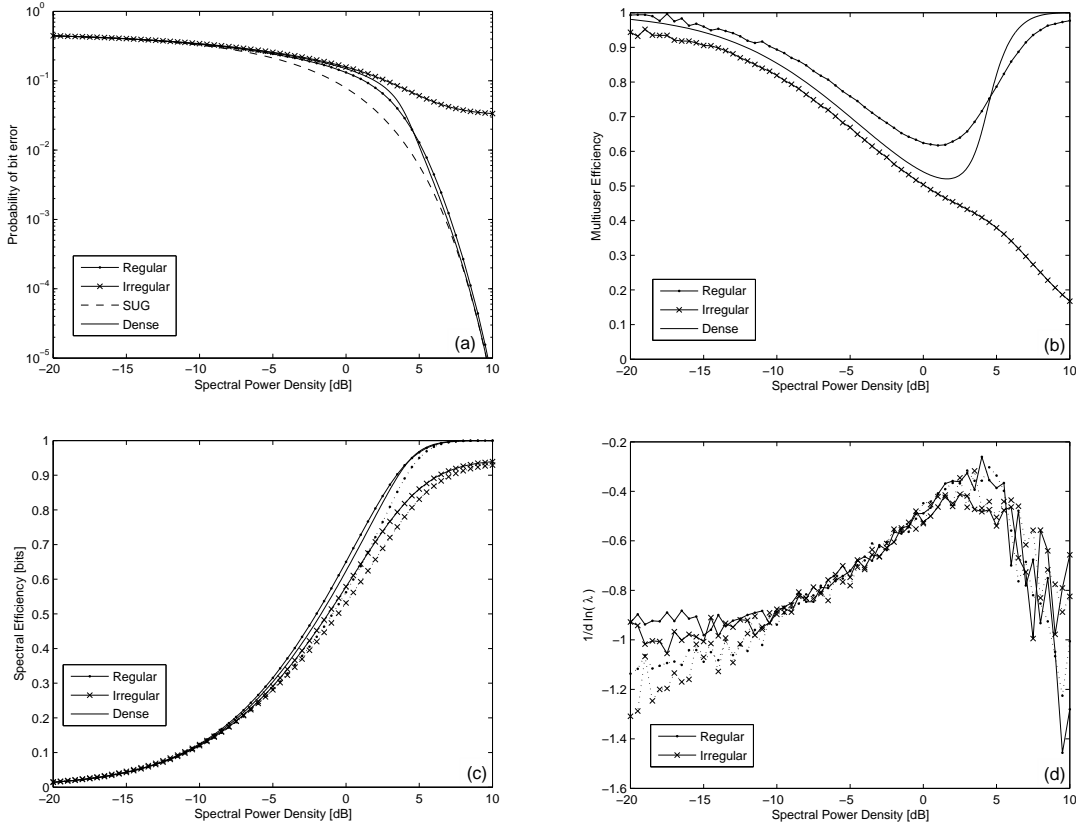 10^0
10^-1
10^-2
10^-3
10^-4
10^-5
Probability of bit error
Regular
Irregular
SUG
Dense
(a)
−20 −15 −10 −5 0 5 10
Spectral Power Density [dB]
1
0.9
0.8
0.7
0.6
0.5
0.4
0.3
0.2
0.1
0
Multiuser Efficiency
Regular
Irregular
Dense
(b)
−20 −15 −10 −5 0 5 10
Spectral Power Density [dB]
1
0.9
0.8
0.7
0.6
0.5
0.4
0.3
0.2
0.1
0
Spectral Efficiency [bits]
Regular
Irregular
Dense
(c)
−20 −15 −10 −5 0 5 10
Spectral Power Density [dB]
−0.2
−0.4
−0.6
−0.8
−1
−1.2
−1.4
−1.6
1/d ln( λ )
Regular
Irregular
(d)
−20 −15 −10 −5 0 5 10
Spectral Power Density [dB]